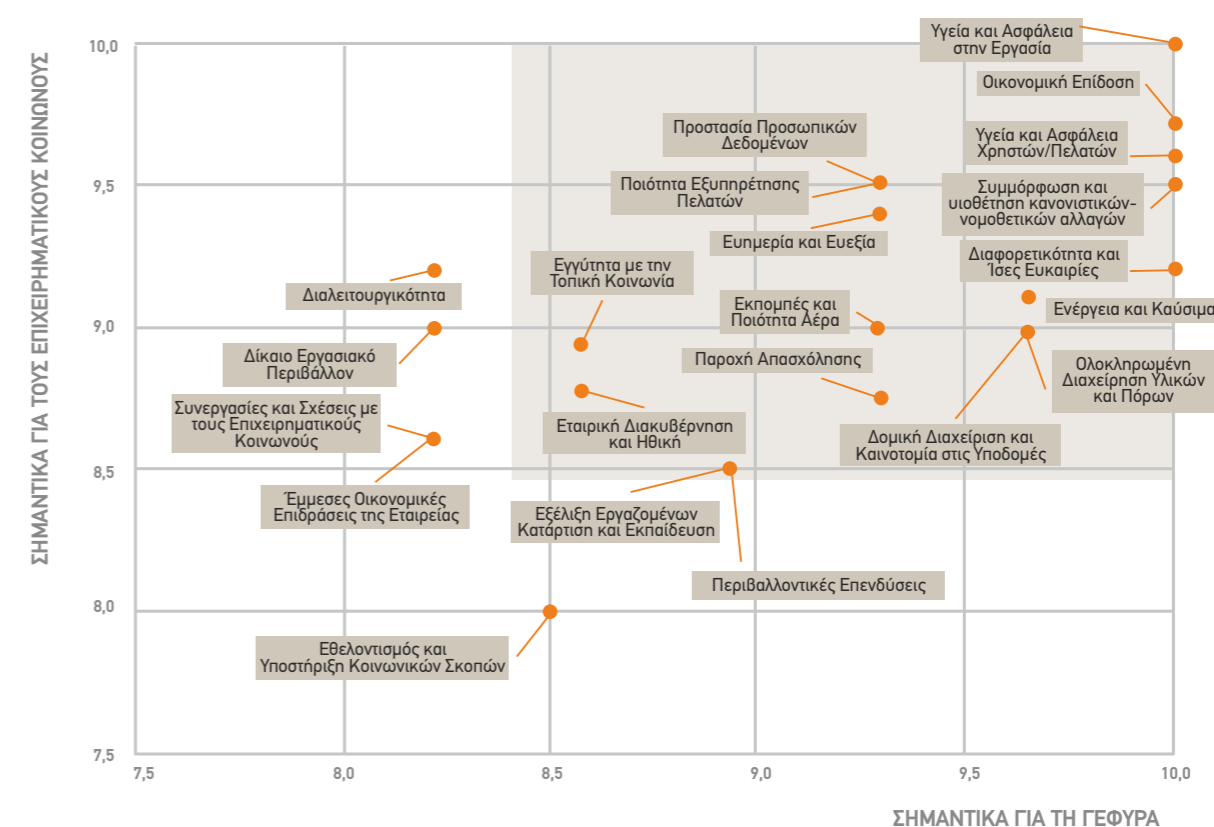 ΣΗΜΑΝΤΙΚΑ ΓΙΑ ΤΟΥΣ ΕΠΙΧΕΙΡΗΜΑΤΙΚΟΥΣ ΚΟΙΝΩΝΟΥΣ
10,0
9,5
9,0
8,5
8,0
7,5
Υγεία και Ασφάλεια
στην Εργασία
Οικονομική Επίδοση
Προστασία Προσωπικών
Δεδομένων
Υγεία και Ασφάλεια
Χρηστών/Πελατών
Ποιότητα Εξυπηρέτησης
Πελατών
Συμμόρφωση και
υιοθέτηση κανονιστικών-
νομοθετικών αλλαγών
Ευημερία και Ευεξία
Διαφορετικότητα και
Ίσες Ευκαιρίες
Εγγύτητα με την
Τοπική Κοινωνία
Διαλειτουργικότητα
Εκπομπές και
Ποιότητα Αέρα
Ενέργεια και Καύσιμα
Δίκαιο Εργασιακό
Περιβάλλον
Παροχή Απασχόλησης
Ολοκληρωμένη
Διαχείρηση Υλικών
και Πόρων
Συνεργασίες και Σχέσεις με
τους Επιχειρηματικούς
Κοινωνούς
Εταιρική Διακυβέρνηση
και Ηθική
Δομική Διαχείριση και
Καινοτομία στις Υποδομές
Έμμεσες Οικονομικές
Επιδράσεις της Εταιρείας
Εξέλιξη Εργαζομένων
Κατάρτιση και Εκπαίδευση
Περιβαλλοντικές Επενδύσεις
Εθελοντισμός και
Υποστήριξη Κοινωνικών Σκοπών
7,5
8,0
8,5
9,0
9,5
10,0
ΣΗΜΑΝΤΙΚΑ ΓΙΑ ΤΗ ΓΕΦΥΡΑ